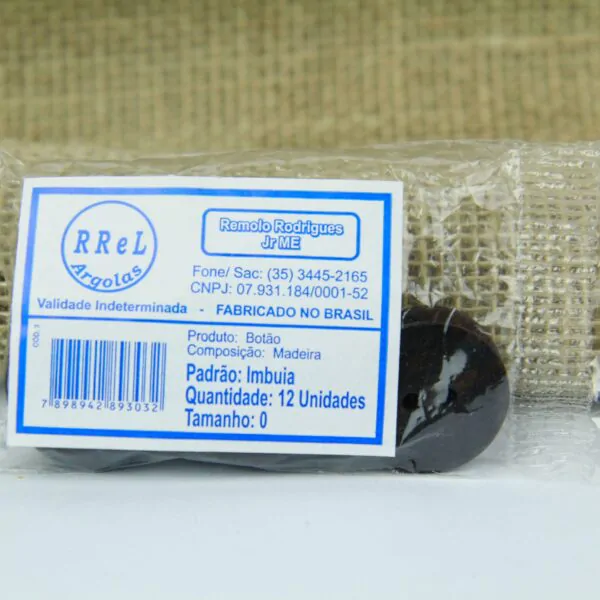 RReL
Argolas
Remolo Rodrigues
Jr ME
Fone/ Sac: (35) 3445-2165
CNPJ: 07.931.184/0001-52
Validade Indeterminada - FABRICADO NO BRASIL
Produto: Botão
Composição: Madeira
Padrão: Imbuia
Quantidade: 12 Unidades
Tamanho: 0
7 898942 893032